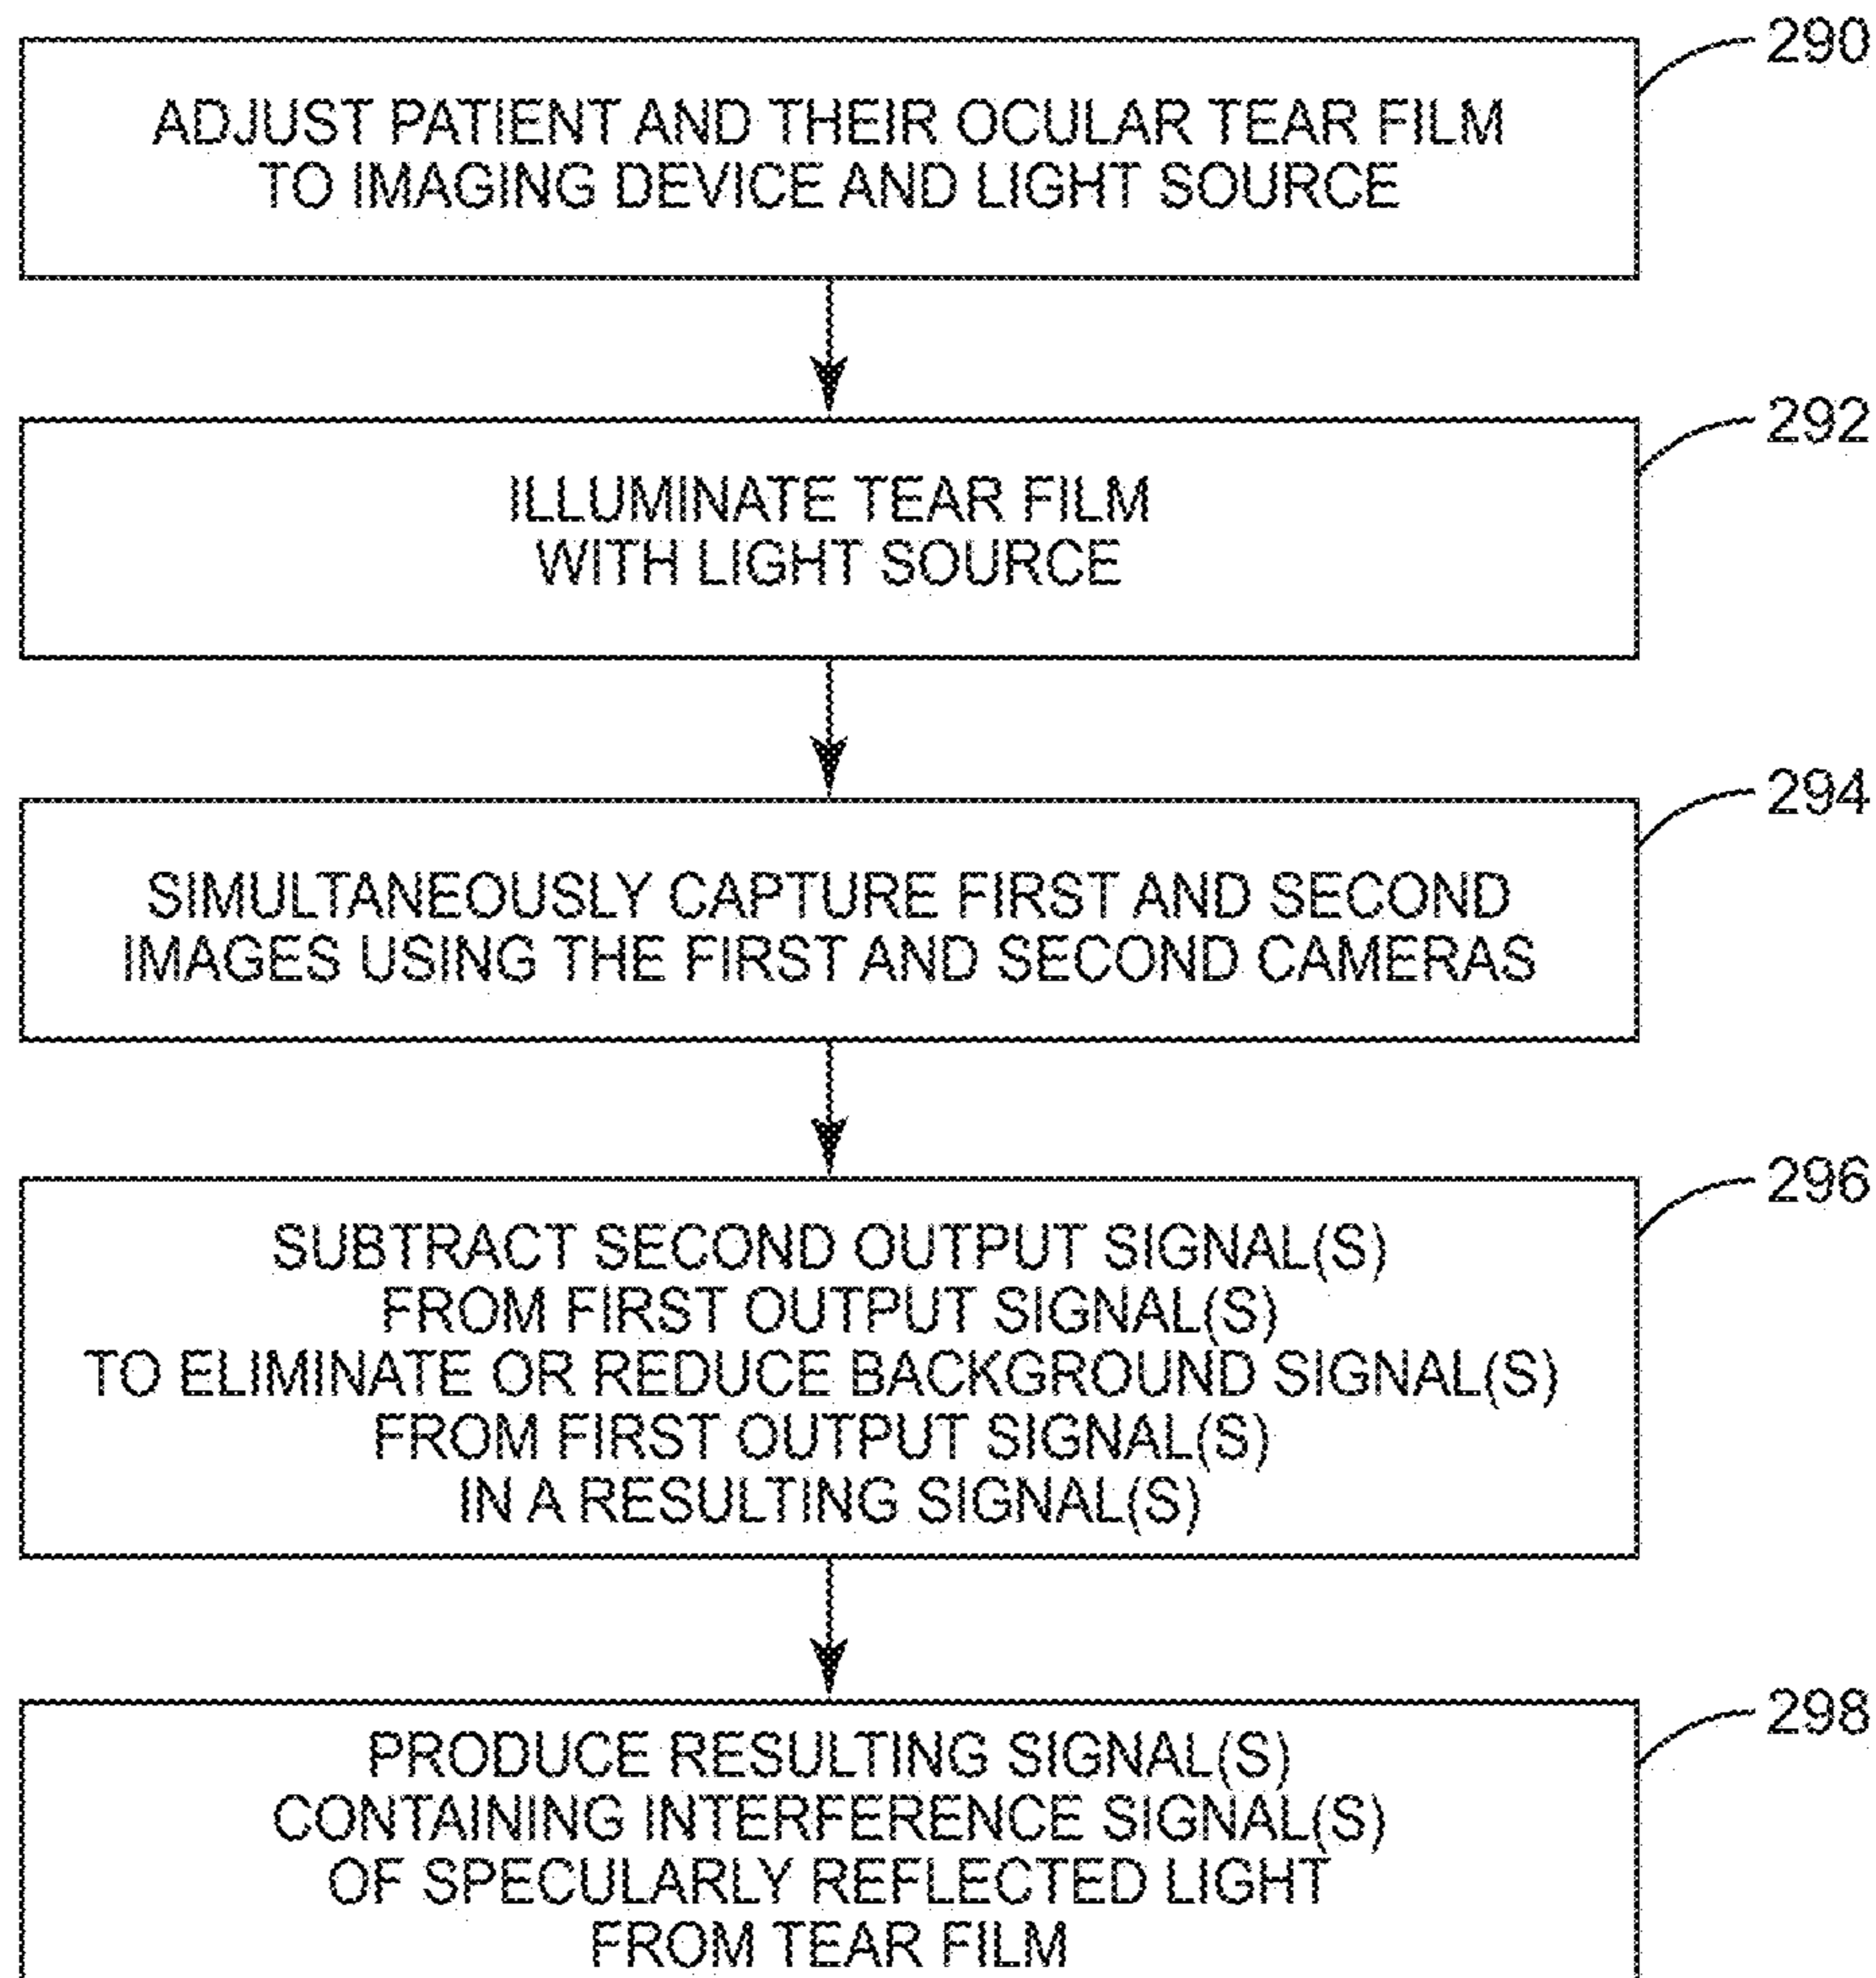 290
ADJUST PATIENT AND THEIR OCULAR TEAR FILM
TO IMAGING DEVICE AND LIGHT SOURCE
292
ILLUMINATE TEAR FILM
WITH LIGHT SOURCE
294
SIMULTANEOUSLY CAPTURE FIRST AND SECOND
IMAGES USING THE FIRST AND SECOND CAMERAS
296
SUBTRACT SECOND OUTPUT SIGNAL(S)
FROM FIRST OUTPUT SIGNAL(S)
TO ELIMINATE OR REDUCE BACKGROUND SIGNAL(S)
FROM FIRST OUTPUT SIGNAL(S)
IN A RESULTING SIGNAL(S)
298
PRODUCE RESULTING SIGNAL(S)
CONTAINING INTERFERENCE SIGNAL(S)
OF SPECULARLY REFLECTED LIGHT
FROM TEAR FILM